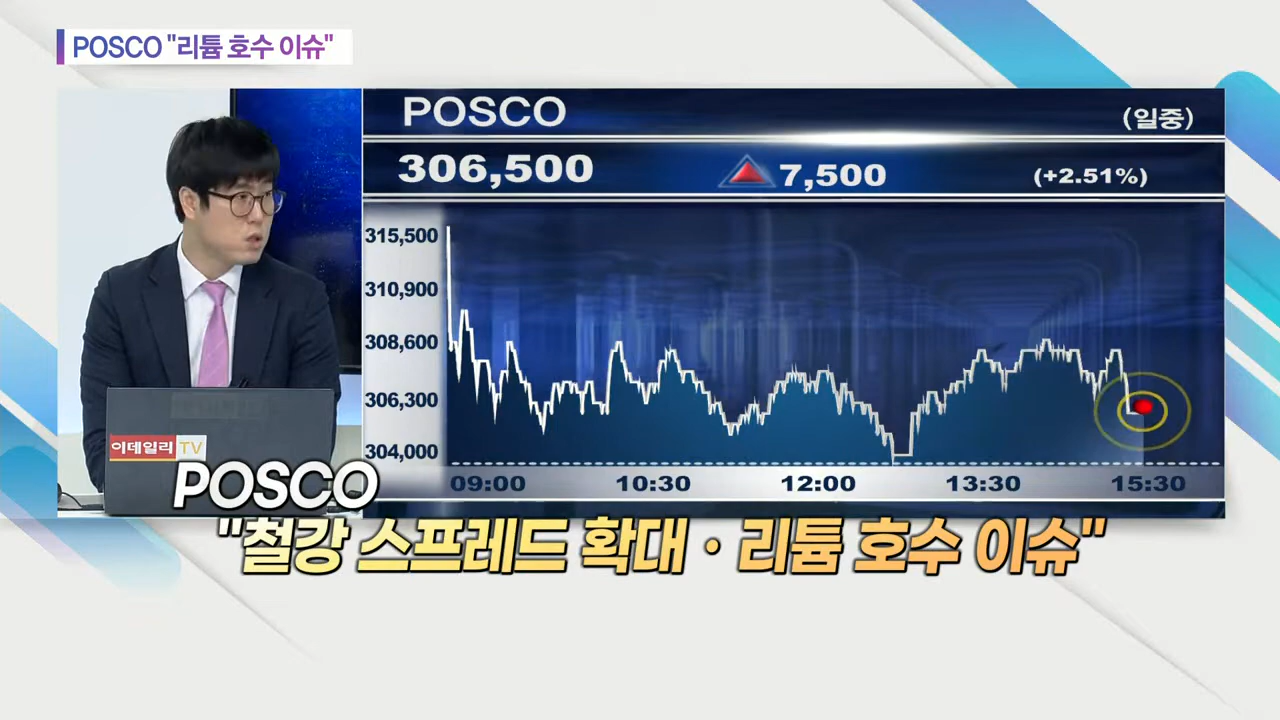 POSCO "리튬 호수 이슈"
POSCO
(일중)
306,500
7,500
(+2.51%)
315,500
310,900
308,600
306,300
304,000
09:00
10:30
12:00
13:30
15:30
이데일리 TV
POSCO
"철강 스프레드 확대 · 리튬 호수 이슈"